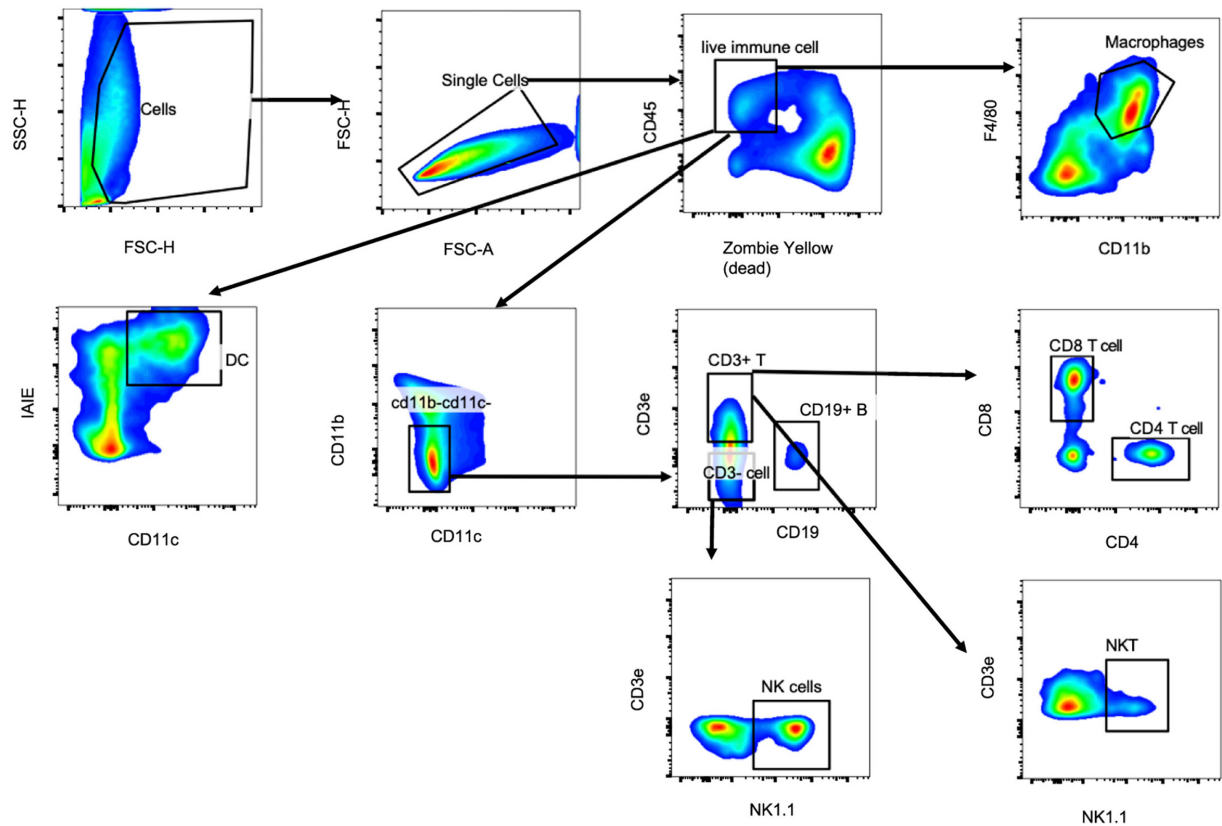 SSC-H
Cells
FSC-H
FSC-H
Single Cells
FSC-A
CD45
live immune cell
Zombie Yellow
(dead)
F4/80
Macrophages
CD11b
IAIE
DC
CD11c
CD11b
cd11b-cd11c-
CD11c
CD3e
CD3+ T
CD19+ B
CD3- cell
CD19
CD8
CD8 T cell
CD4 T cell
CD4
CD3e
NK cells
NK1.1
CD3e
NKT
NK1.1